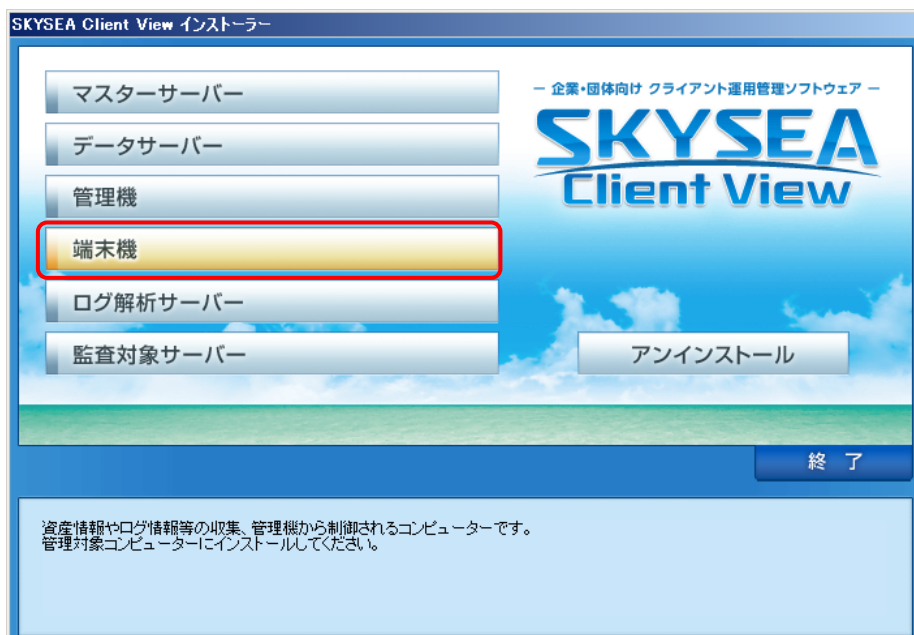 SKYSEA Client View インストーラー
マスターサーバー
データサーバー
管理機
端末機
ログ解析サーバー
監査対象サーバー
― 企業・団体向け クライアント運用管理ソフトウェア ―
SKYSEA
Client View
アンインストール
終 了
資産情報やログ情報等の収集、管理機から制御されるコンピューターです。
管理対象コンピューターにインストールしてください。